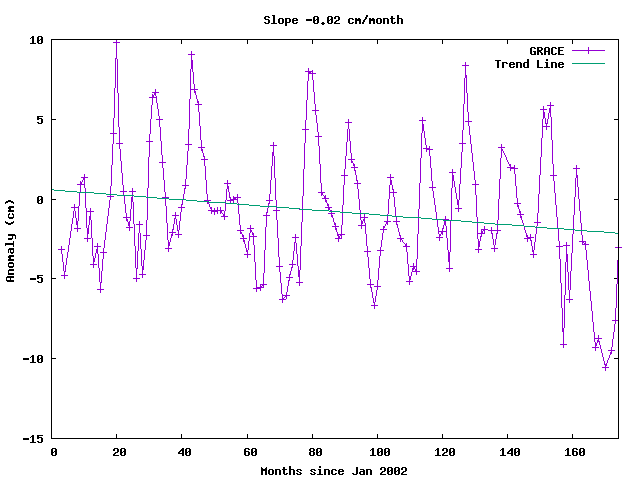 Slope -0.02 cm/month
GRACE
Trend Line
10
5
0
-5
-10
-15
Anomaly (cm)
0 20 40 60 80 100 120 140 160
Months since Jan 2002